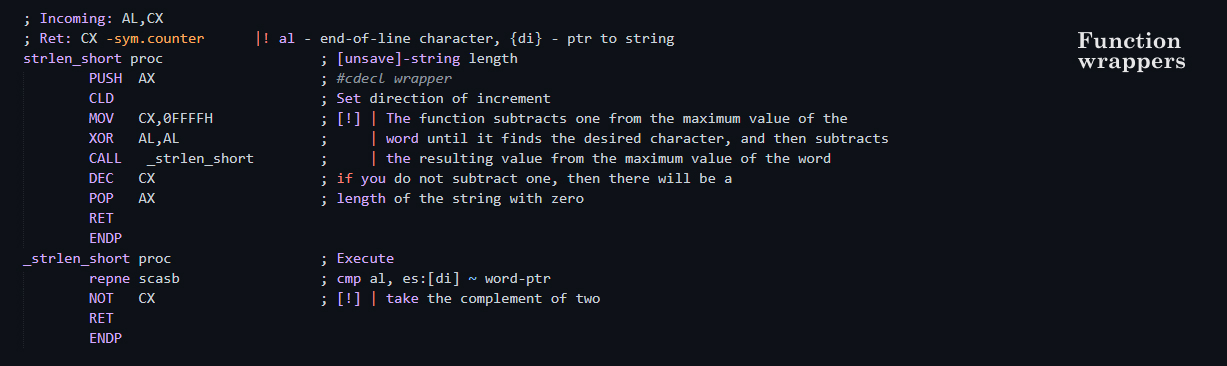 ; Incoming: AL,CX
; Ret: CX -sym.counter      |! al - end-of-line character, {di} - ptr to string
strlen_short proc                  ; [unsave]-string length
        PUSH  AX                    ; #cdecl wrapper
        CLD                         ; Set direction of increment
        MOV   CX,0FFFFH             ; [!] | The function subtracts one from the maximum value of the
        XOR   AL,AL                 ;     | word until it finds the desired character, and then subtracts
        CALL   _strlen_short        ;     | the resulting value from the maximum value of the word
        DEC   CX                    ; if you do not subtract one, then there will be a
        POP   AX                    ; length of the string with zero
        RET
        ENDP
_strlen_short proc                  ; Execute
        repne scasb                 ; cmp al, es:[di] ~ word-ptr
        NOT   CX                    ; [!] | take the complement of two
        RET
        ENDP
Function
wrappers